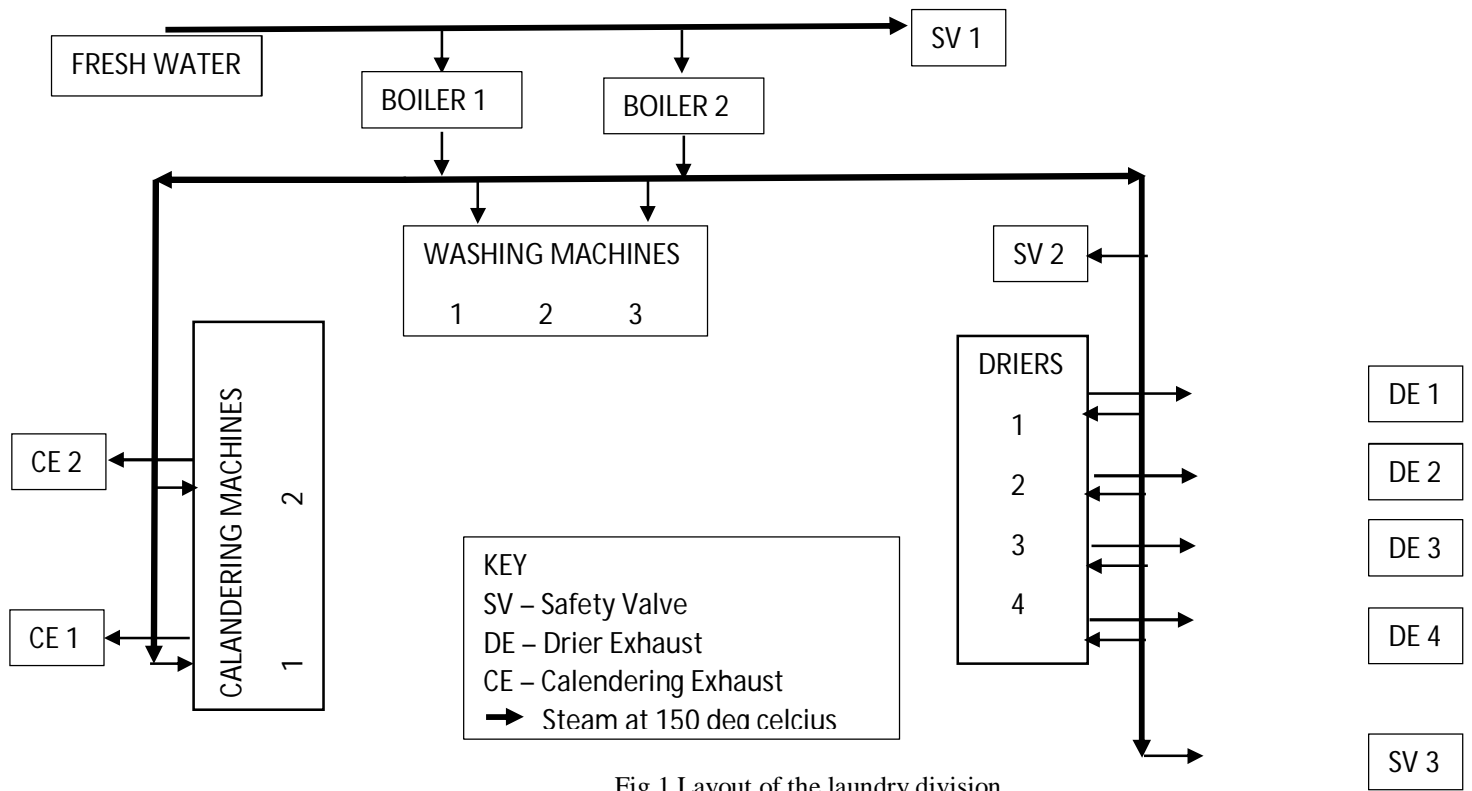 FRESH WATER
SV 1
BOILER 1
BOILER 2
WASHING MACHINES
1 2 3
SV 2
CALANDERING MACHINES
1 2
CE 2
CE 1
DRIERS
1
2
3
4
DE 1
DE 2
DE 3
DE 4
SV 3
KEY
SV – Safety Valve
DE – Drier Exhaust
CE – Calendering Exhaust
Steam at 150 deg celcius
Fig 1 Layout of the laundry division